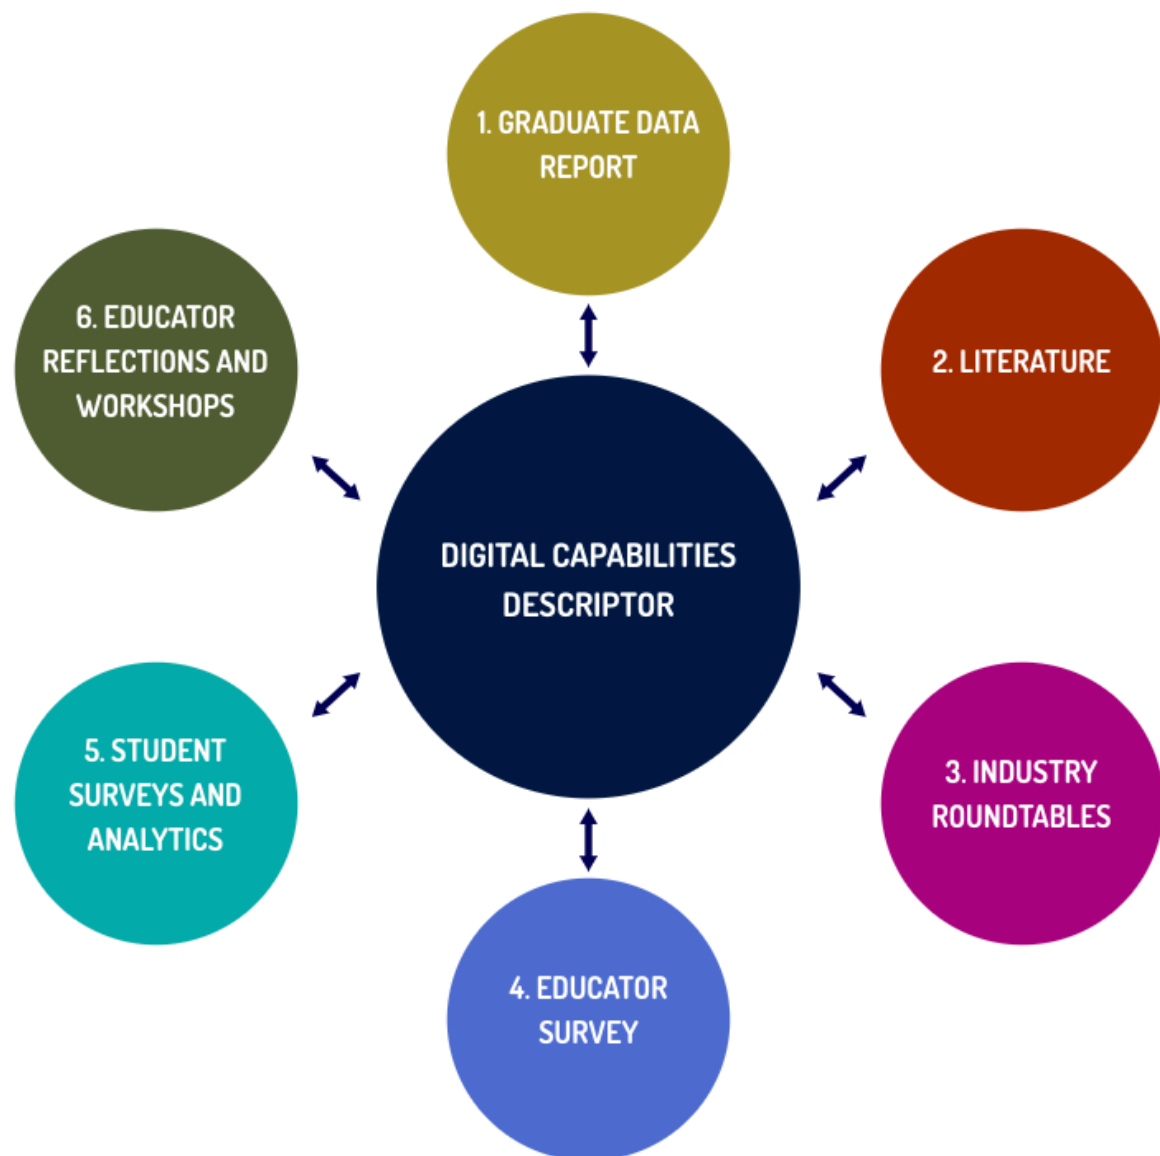 1. GRADUATE DATA
REPORT
2. LITERATURE
3. INDUSTRY
ROUNDTABLES
4. EDUCATOR
SURVEY
5. STUDENT
SURVEYS AND
ANALYTICS
6. EDUCATOR
REFLECTIONS AND
WORKSHOPS
DIGITAL CAPABILITIES
DESCRIPTOR